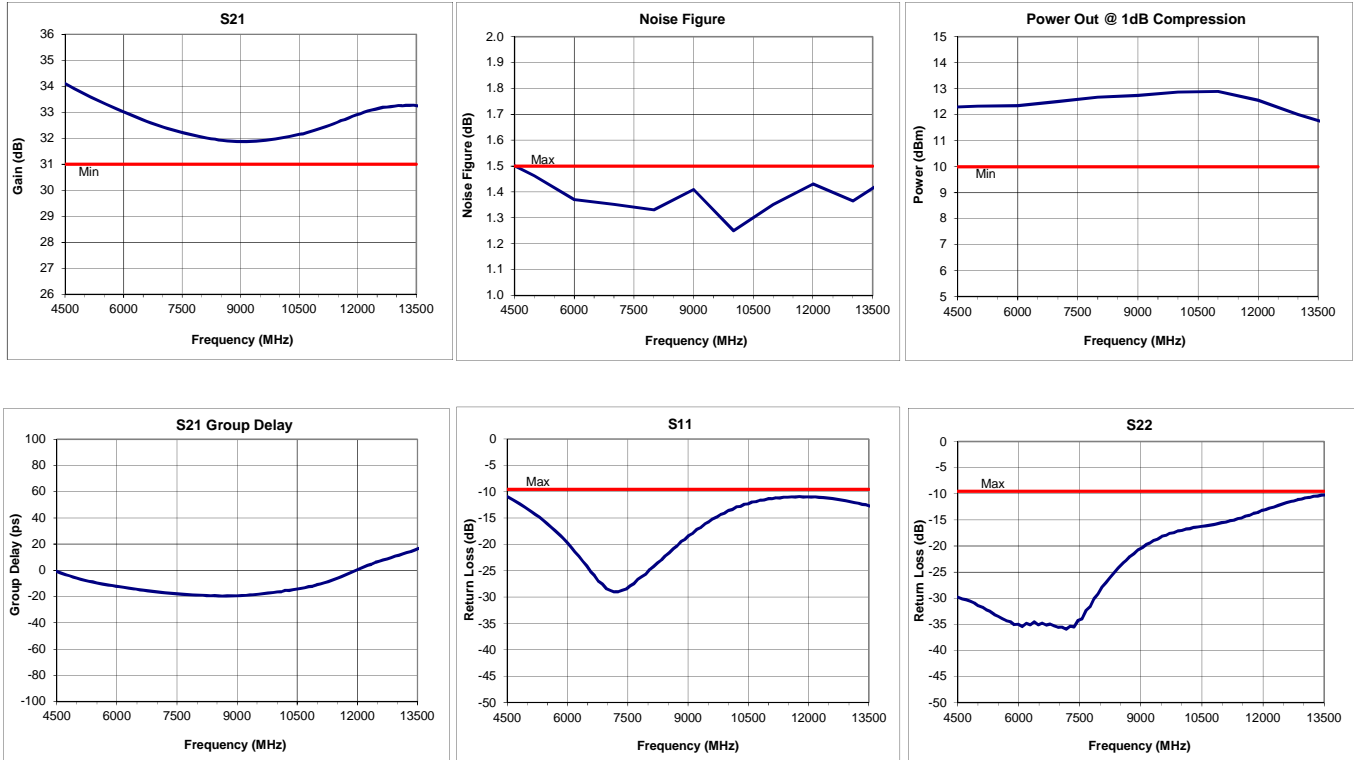 S21
36
35
34
33
32
31
30
29
28
27
26
Gain (dB)
Min
4500 6000 7500 9000 10500 12000 13500
Frequency (MHz)
Noise Figure
2.0
1.9
1.8
1.7
1.6
1.5
1.4
1.3
1.2
1.1
1.0
Noise Figure (dB)
Max
4500 6000 7500 9000 10500 12000 13500
Frequency (MHz)
Power Out @ 1dB Compression
15
14
13
12
11
10
9
8
7
6
5
Power (dBm)
Min
4500 6000 7500 9000 10500 12000 13500
Frequency (MHz)
S21 Group Delay
100
80
60
40
20
0
-20
-40
-60
-80
-100
Group Delay (ps)
4500 6000 7500 9000 10500 12000 13500
Frequency (MHz)
S11
0
-5
-10
-15
-20
-25
-30
-35
-40
-45
-50
Return Loss (dB)
Max
4500 6000 7500 9000 10500 12000 13500
Frequency (MHz)
S22
0
-5
-10
-15
-20
-25
-30
-35
-40
-45
-50
Return Loss (dB)
Max
4500 6000 7500 9000 10500 12000 13500
Frequency (MHz)